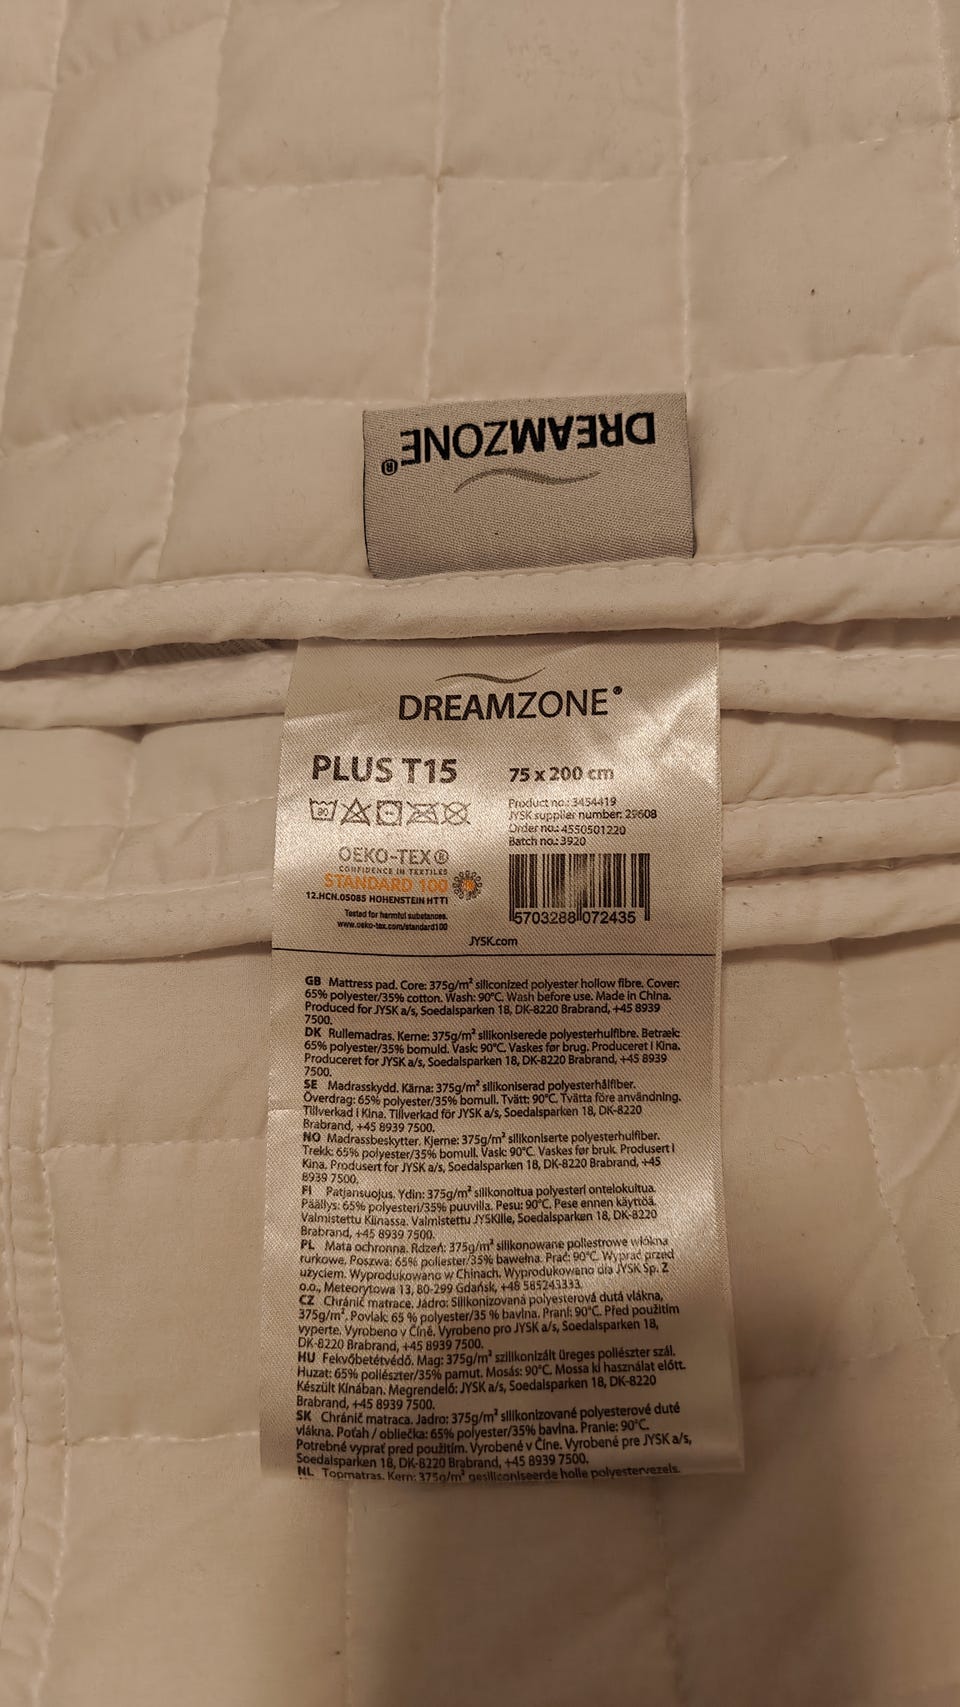 DREAMZONE®
DREAMZONE®
PLUS T15
75 x 200 cm
Product no.: 3454419
JYSK supplier number: 29608
Order no.: 4550501220
Batch no.: 3920
OEKO-TEX®
CONFIDENCE IN TEXTILES
STANDARD 100
12.HCN.05085 HOHENSTEIN HTTI
Tested for harmful substances.
www.oeko-tex.com/standard100
5703288 072435
JYSK.com
GB Mattress pad. Core: 375g/m² siliconized polyester hollow fibre. Cover:
65% polyester/35% cotton. Wash: 90°C. Wash before use. Made in China.
Produced for JYSK a/s, Soedalsparken 18, DK-8220 Brabrand, +45 8939
7500.
DK Rullemadras. Kerne: 375g/m² silikoniserede polyesterhulfibre. Betræk:
65% polyester/35% bomuld. Vask: 90°C. Vaskes før brug. Produceret i Kina.
Produceret for JYSK a/s, Soedalsparken 18, DK-8220 Brabrand, +45 8939
7500.
SE Madrasskydd. Kärna: 375g/m² silikoniserad polyesterhålfiber.
Överdrag: 65% polyester/35% bomull. Tvätt: 90°C. Tvätta före användning.
Tillverkad i Kina. Tillverkad för JYSK a/s, Soedalsparken 18, DK-8220
Brabrand, +45 8939 7500.
NO Madrassbeskytter. Kjerne: 375g/m² silikoniserte polyesterhulfiber.
Trekk: 65% polyester/35% bomull. Vask: 90°C. Vaskes før bruk. Produsert i
Kina. Produsert for JYSK a/s, Soedalsparken 18, DK-8220 Brabrand, +45
8939 7500.
FI Patjansuojus. Ydin: 375g/m² silikonoitua polyesteri ontelokuitua.
Päällys: 65% polyesteri/35% puuvilla. Pesu: 90°C. Pese ennen käyttöä.
Valmistettu Kiinassa. Valmistettu JYSKille, Soedalsparken 18, DK-8220
Brabrand, +45 8939 7500.
PL Mata ochronna. Rdzeń: 375g/m² silikonowane poliestrowe włókna
rurkowe. Poszwa: 65% poliester/35% bawełna. Prać: 90°C. Wyprać przed
użyciem. Wyprodukowano w Chinach. Wyprodukowano dla JYSK Sp. Z
o.o., Meteorytowa 13, 80-299 Gdańsk, +48 585243333.
CZ Chránič matrace. Jádro: Silikonizovaná polyesterová dutá vlákna,
375g/m². Povlak: 65 % polyester/35 % bavlna. Praní: 90°C. Před použitím
vyperte. Vyrobeno v Číně. Vyrobeno pro JYSK a/s, Soedalsparken 18,
DK-8220 Brabrand, +45 8939 7500.
HU Fekvőbetétvédő. Mag: 375g/m² szilikonizált üreges poliészter szál.
Huzat: 65% poliészter/35% pamut. Mosás: 90°C. Mossa ki használat előtt.
Készült Kínában. Megrendelő: JYSK a/s, Soedalsparken 18, DK-8220
Brabrand, +45 8939 7500.
SK Chránič matraca. Jadro: 375g/m² silikonizované polyesterové duté
vlákna. Poťah / obliečka: 65% polyester/35% bavlna. Pranie: 90°C.
Potrebné vyprať pred použitím. Vyrobené v Číne. Vyrobené pre JYSK a/s,
Soedalsparken 18, DK-8220 Brabrand, +45 8939 7500.
NL Topmatras. Kern: 375g/m² gesiliconiseerde holle polyestervezels.